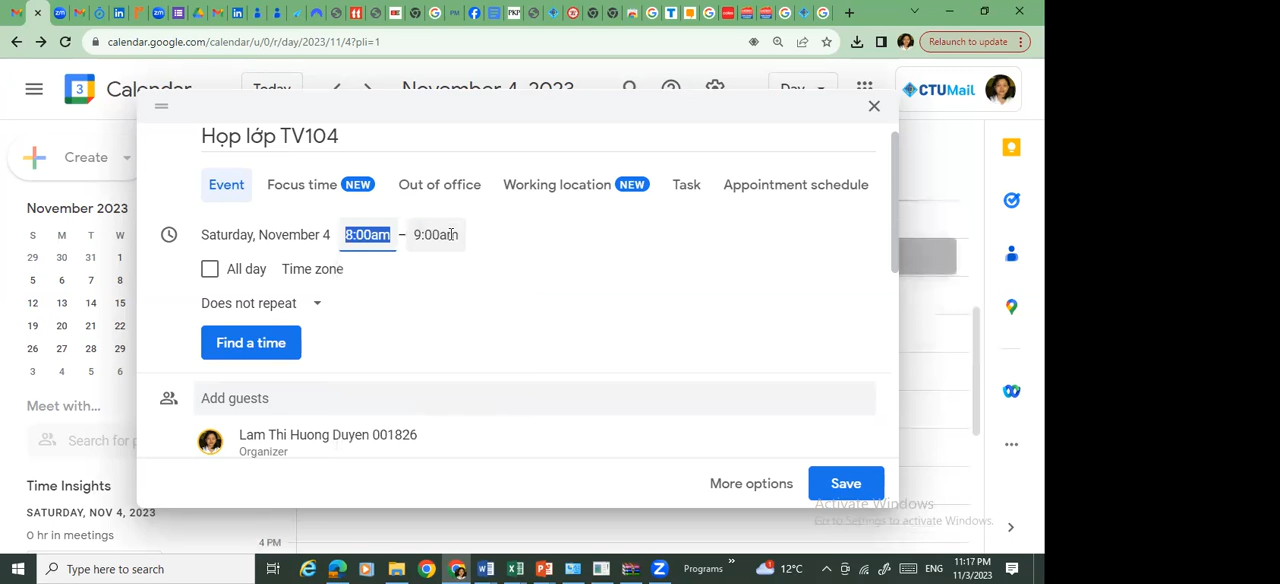 calendar.google.com/calendar/u/0/r/day/2023/11/4?pli=1
Relaunch to update
Calendar
Today
November 4, 2023
Day
CTUMail
Create
Họp lớp TV104
Event
Focus time NEW
Out of office
Working location NEW
Task
Appointment schedule
November 2023
S M T W
29 30 31 1
5 6 7 8
12 13 14 15
19 20 21 22
26 27 28 29
3 4 5 6
Saturday, November 4 8:00am – 9:00am
All day Time zone
Does not repeat
Find a time
Add guests
Lam Thi Huong Duyen 001826
Organizer
Meet with...
Search for p
Time Insights
SATURDAY, NOV 4, 2023
0 hr in meetings
More options
Save
4 PM
Activate Windows
Go to Settings to activate Windows.
Type here to search
Programs
12°C
ENG
11:17 PM
11/3/2023